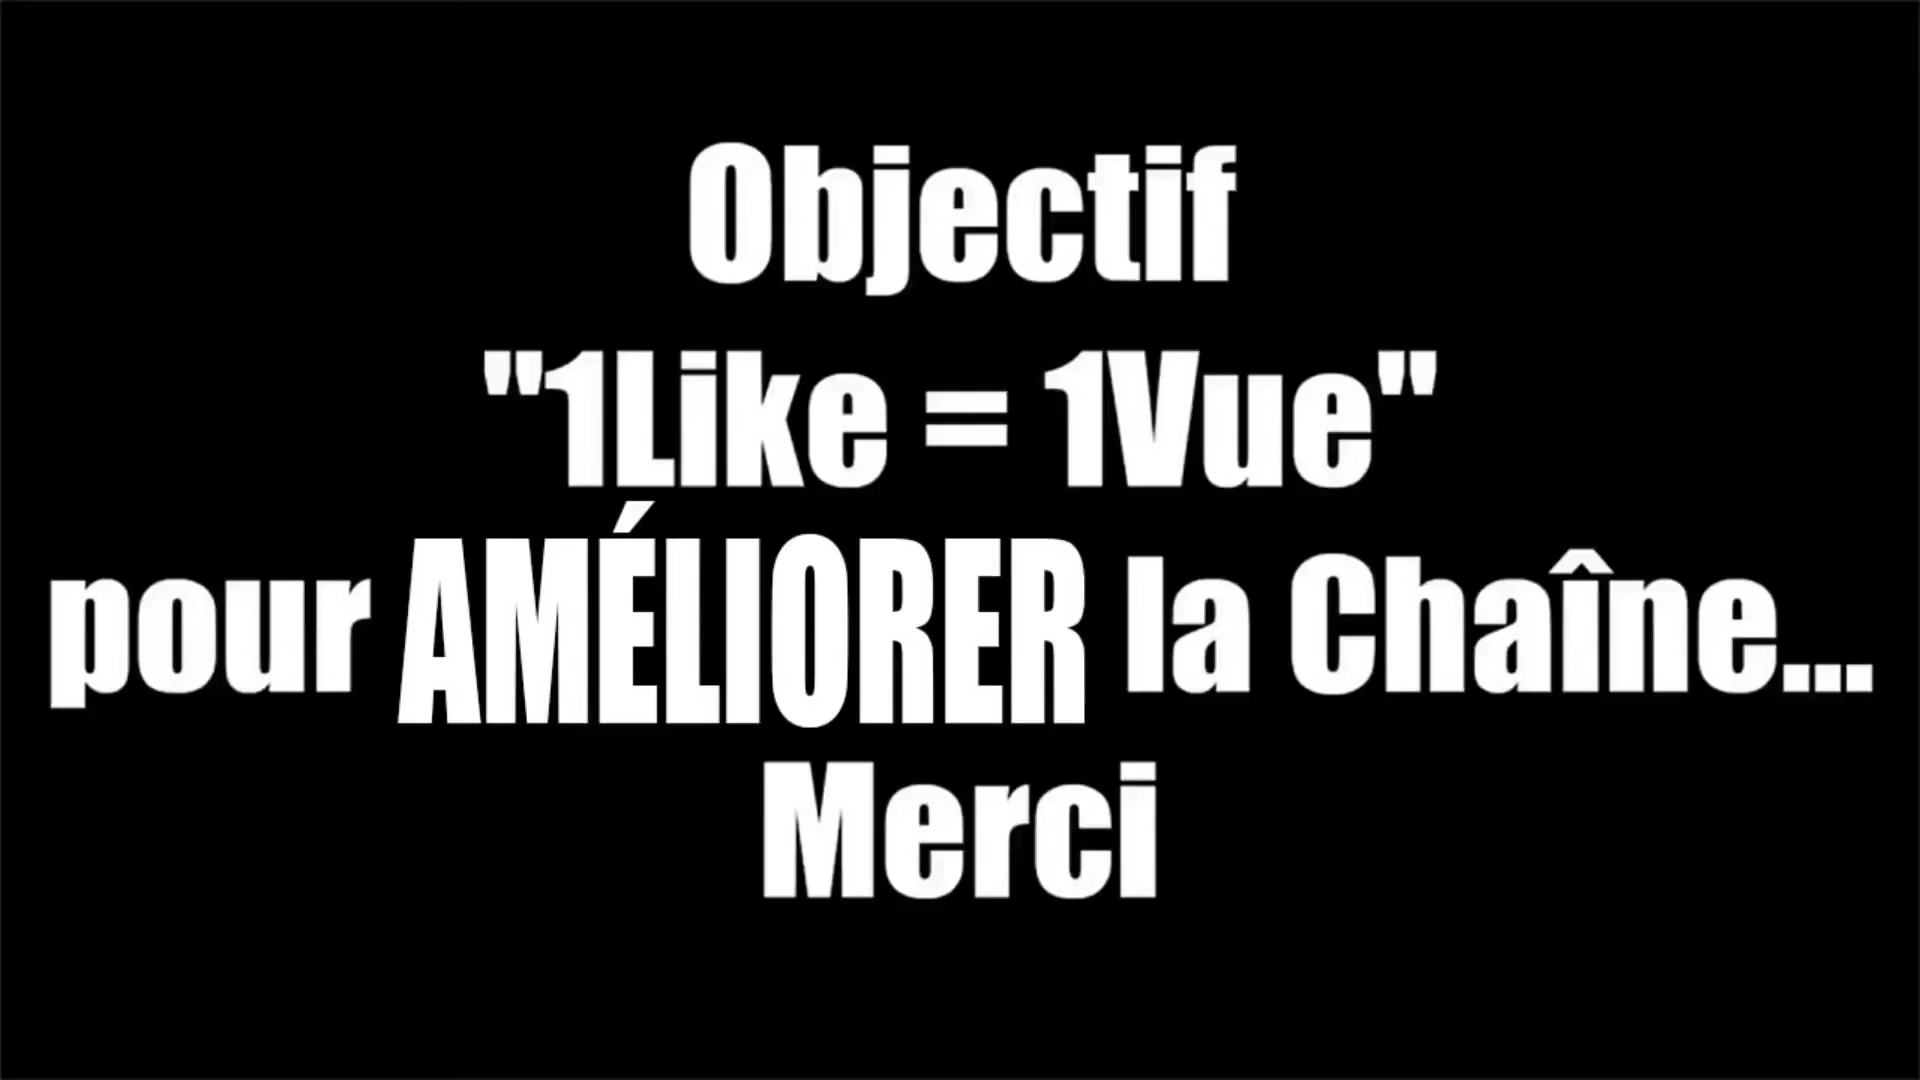 Objectif
"1Like = 1Vue"
pour AMÉLIORER la Chaîne...
Merci